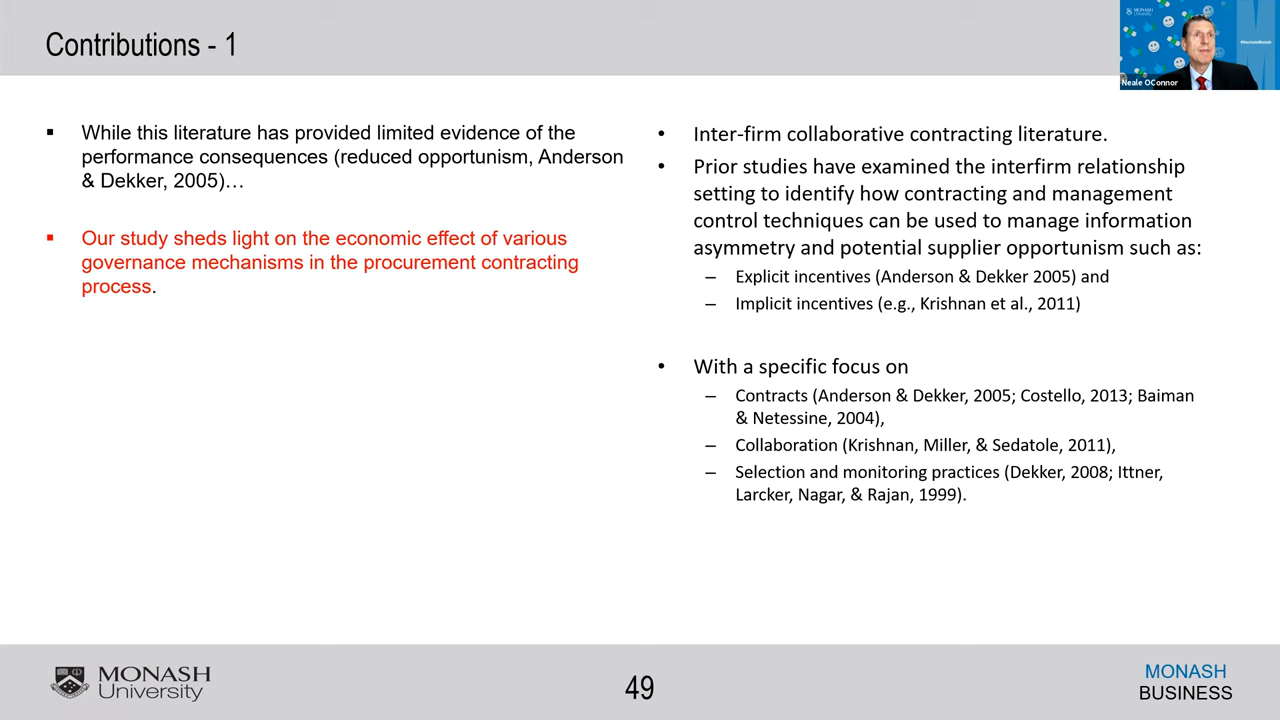 Contributions - 1
MONASH
University
#VaccinateMonash
Neale OConnor
▪ While this literature has provided limited evidence of the
performance consequences (reduced opportunism, Anderson
& Dekker, 2005)…
▪ Our study sheds light on the economic effect of various
governance mechanisms in the procurement contracting
process.
• Inter-firm collaborative contracting literature.
• Prior studies have examined the interfirm relationship
setting to identify how contracting and management
control techniques can be used to manage information
asymmetry and potential supplier opportunism such as:
– Explicit incentives (Anderson & Dekker 2005) and
– Implicit incentives (e.g., Krishnan et al., 2011)
• With a specific focus on
– Contracts (Anderson & Dekker, 2005; Costello, 2013; Baiman
& Netessine, 2004),
– Collaboration (Krishnan, Miller, & Sedatole, 2011),
– Selection and monitoring practices (Dekker, 2008; Ittner,
Larcker, Nagar, & Rajan, 1999).
MONASH
University
49
MONASH
BUSINESS